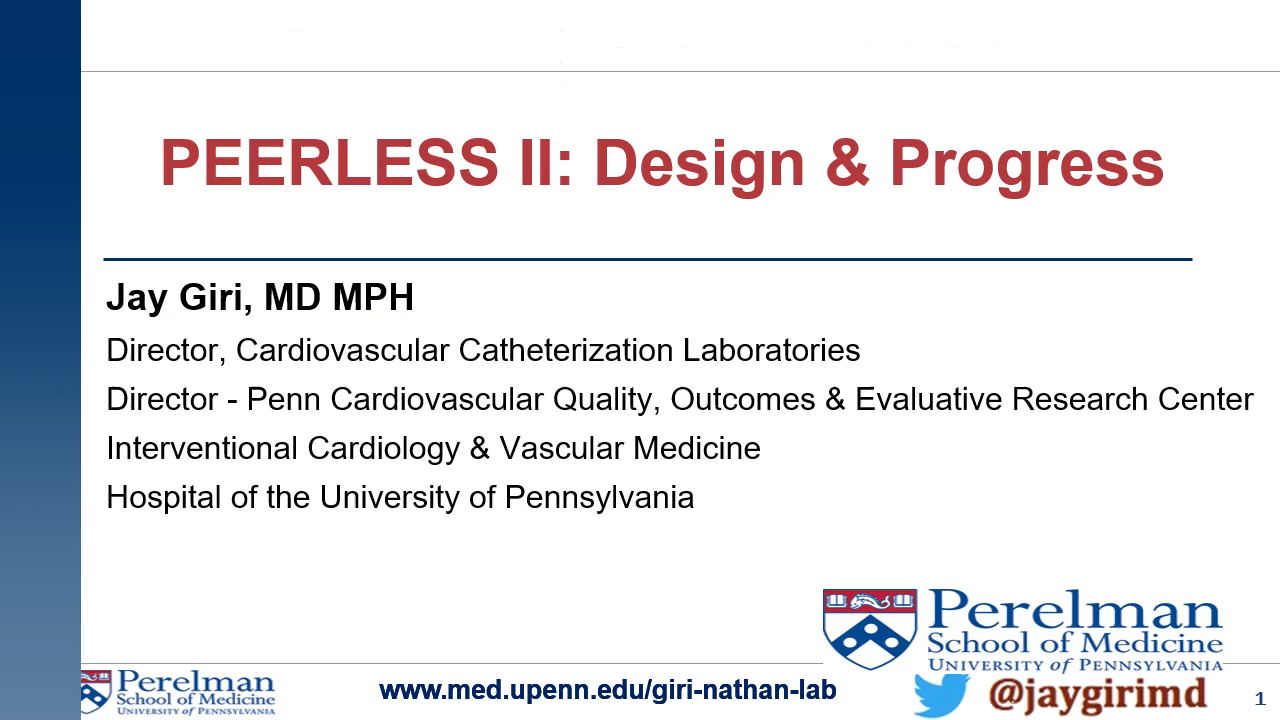 PEERLESS II: Design & Progress
Jay Giri, MD MPH
Director, Cardiovascular Catheterization Laboratories
Director - Penn Cardiovascular Quality, Outcomes & Evaluative Research Center
Interventional Cardiology & Vascular Medicine
Hospital of the University of Pennsylvania
Perelman
School of Medicine
University of Pennsylvania
Perelman
School of Medicine
University of Pennsylvania
www.med.upenn.edu/giri-nathan-lab
@jaygirimd
1